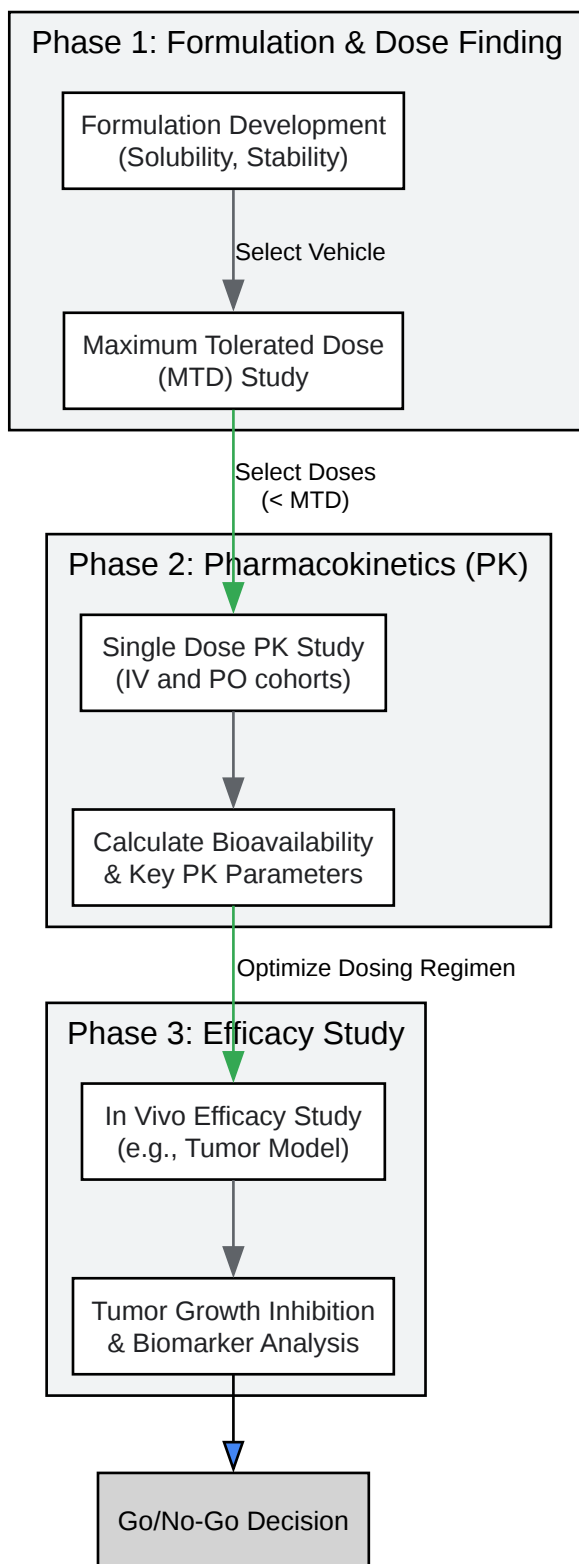 Phase 1: Formulation & Dose Finding
Formulation Development
(Solubility, Stability)
Select Vehicle
Maximum Tolerated Dose
(MTD) Study
Select Doses
(< MTD)
Phase 2: Pharmacokinetics (PK)
Single Dose PK Study
(IV and PO cohorts)
Calculate Bioavailability
& Key PK Parameters
Optimize Dosing Regimen
Phase 3: Efficacy Study
In Vivo Efficacy Study
(e.g., Tumor Model)
Tumor Growth Inhibition
& Biomarker Analysis
Go/No-Go Decision